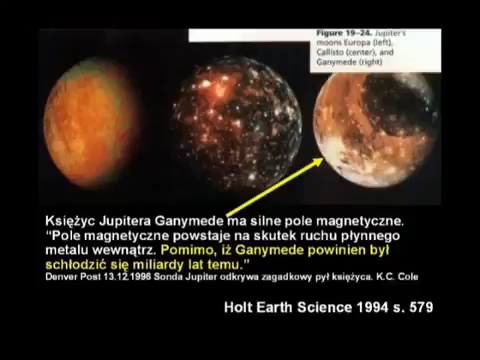 Figure 19–24. Jupiter's
moons Europa (left),
Callisto (center), and
Ganymede (right)
Księżyc Jupitera Ganymede ma silne pole magnetyczne.
“Pole magnetyczne powstaje na skutek ruchu płynnego
metalu wewnątrz. Pomimo, iż Ganymede powinien był
schłodzić się miliardy lat temu.”
Denver Post 13.12.1996 Sonda Jupiter odkrywa zagadkowy pył księżyca. K.C. Cole
Holt Earth Science 1994 s. 579